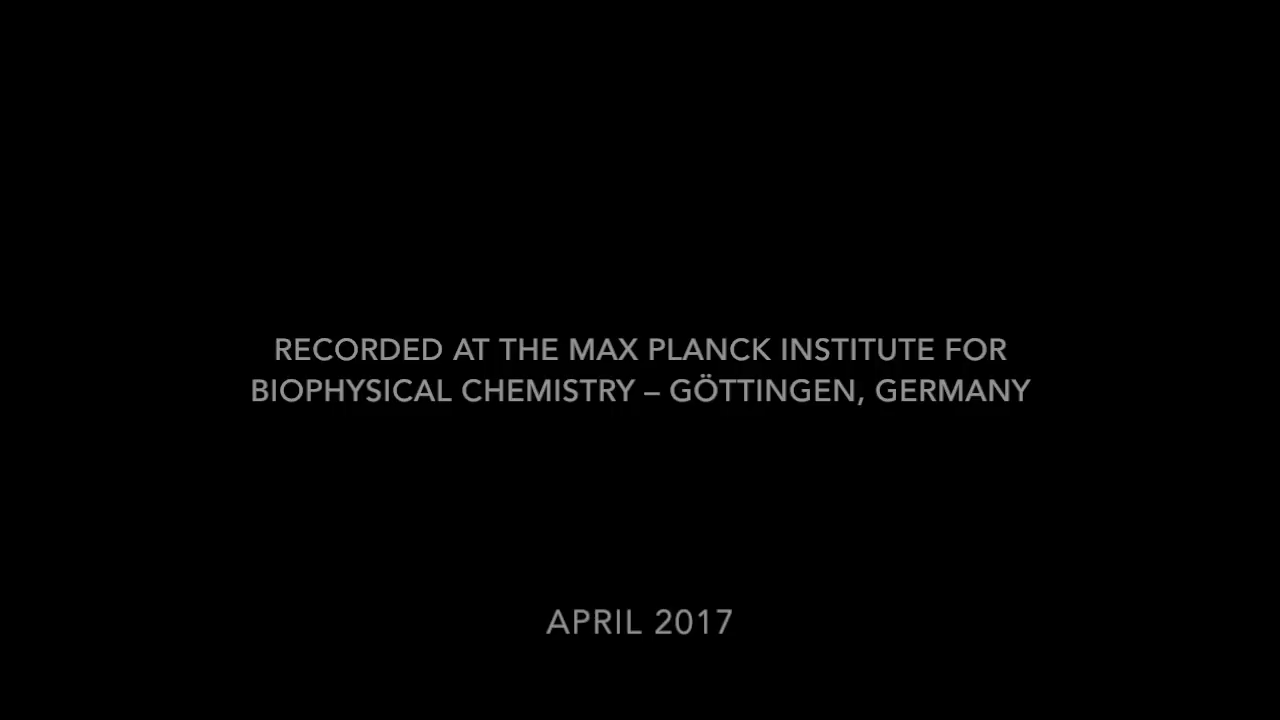 RECORDED AT THE MAX PLANCK INSTITUTE FOR
BIOPHYSICAL CHEMISTRY – GÖTTINGEN, GERMANY
APRIL 2017